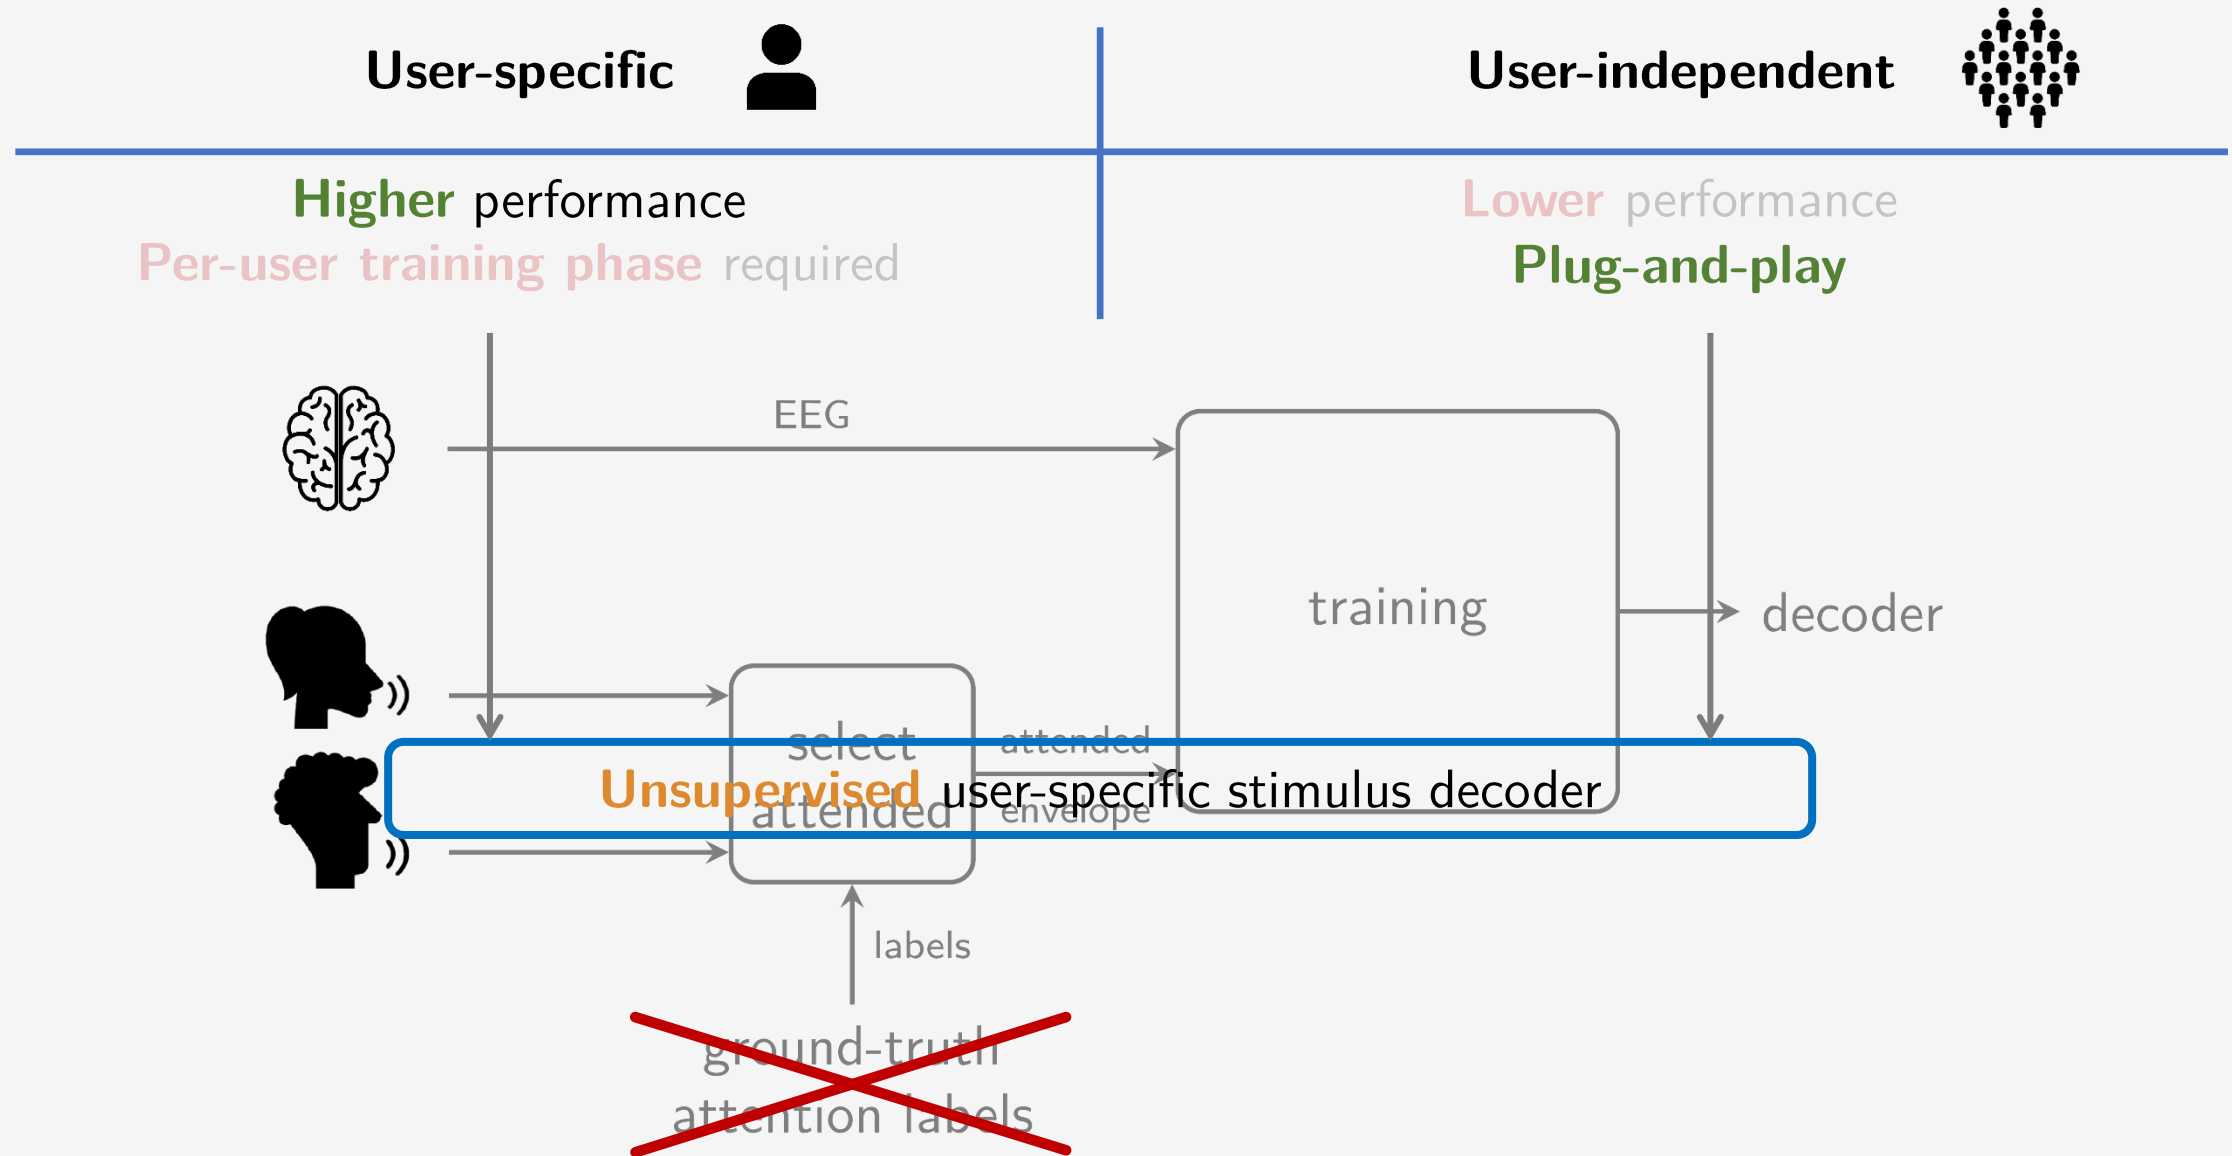 User-specific
User-independent
Higher performance
Per-user training phase required
Lower performance
Plug-and-play
EEG
training
decoder
select
attended
attended
envelope
Unsupervised user-specific stimulus decoder
labels
ground-truth
attention labels